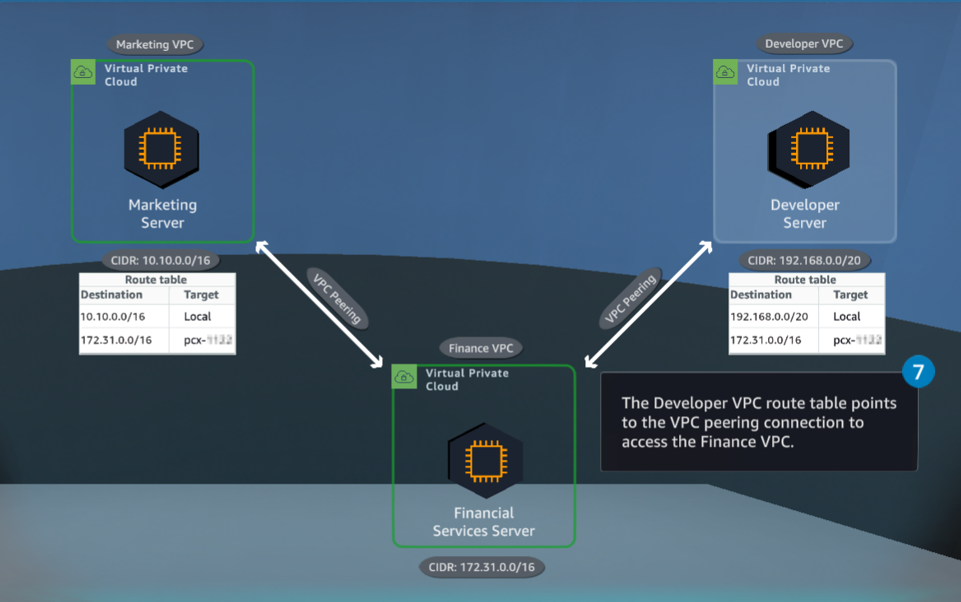 Marketing VPC
Virtual Private
Cloud
Marketing
Server
CIDR: 10.10.0.0/16
Route table
Destination Target
10.10.0.0/16 Local
172.31.0.0/16 pcx-
VPC Peering
Developer VPC
Virtual Private
Cloud
Developer
Server
CIDR: 192.168.0.0/20
Route table
Destination Target
192.168.0.0/20 Local
172.31.0.0/16 pcx-
VPC Peering
Finance VPC
Virtual Private
Cloud
Financial
Services Server
CIDR: 172.31.0.0/16
7
The Developer VPC route table points
to the VPC peering connection to
access the Finance VPC.